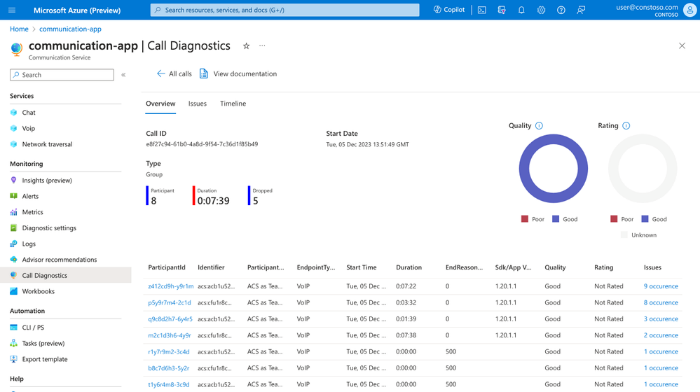 Microsoft Azure (Preview)
Search resources, services, and docs (G+/)
Copilot
user@constoso.com
CONTOSO
Home > communication-app
communication-app | Call Diagnostics
Communication Service
Search
All calls
View documentation
Services
Chat
Voip
Network traversal
Monitoring
Insights (preview)
Alerts
Metrics
Diagnostic settings
Logs
Advisor recommendations
Call Diagnostics
Workbooks
Automation
CLI / PS
Tasks (preview)
Export template
Help
Overview Issues Timeline
Call ID
e8f27c94-61b0-4a8d-9f54-7c36d1f85b49
Start Date
Tue, 05 Dec 2023 13:51:49 GMT
Type
Group
Participant
8
Duration
0:07:39
Dropped
5
Quality
Poor Good
Rating
Poor Good
Unknown
ParticipantId Identifier Participant... EndpointTy... Start Time Duration EndReason... Sdk/App V... Quality Rating Issues
z412cd9h-y9r1m acs:acb1u52... ACS as Tea... VoIP Tue, 05 Dec ... 0:07:22 0 1.20.1.1 Good Not Rated 9 occurence
p5y9r7m4-2c1d acs:cfu1r8c... ACS as Tea... VoIP Tue, 05 Dec ... 0:03:32 0 1.20.1.1 Good Not Rated 8 occurence
q9c8d2h7-6y4r5 acs:acb1u52... ACS as Tea... VoIP Tue, 05 Dec ... 0:01:39 0 1.20.1.1 Good Not Rated 3 occurence
m2c1d3h6-4y9r acs:cfu1r8c... ACS as Tea... VoIP Tue, 05 Dec ... 0:07:38 0 1.20.1.1 Good Not Rated 2 occurence
r1y7r9m2-3c4d acs:acb1u52... ACS as Tea... VoIP Tue, 05 Dec ... 0:00:00 500 Good Not Rated 1 occurence
b8c7d6h3-5y2r acs:cfu1r8c... ACS as Tea... VoIP Tue, 05 Dec ... 0:00:00 500 Good Not Rated 1 occurence
t1y6r4m8-3c9d acs:acb1u52... ACS as Tea... VoIP Tue, 05 Dec ... 0:00:00 500 Good Not Rated 1 occurence